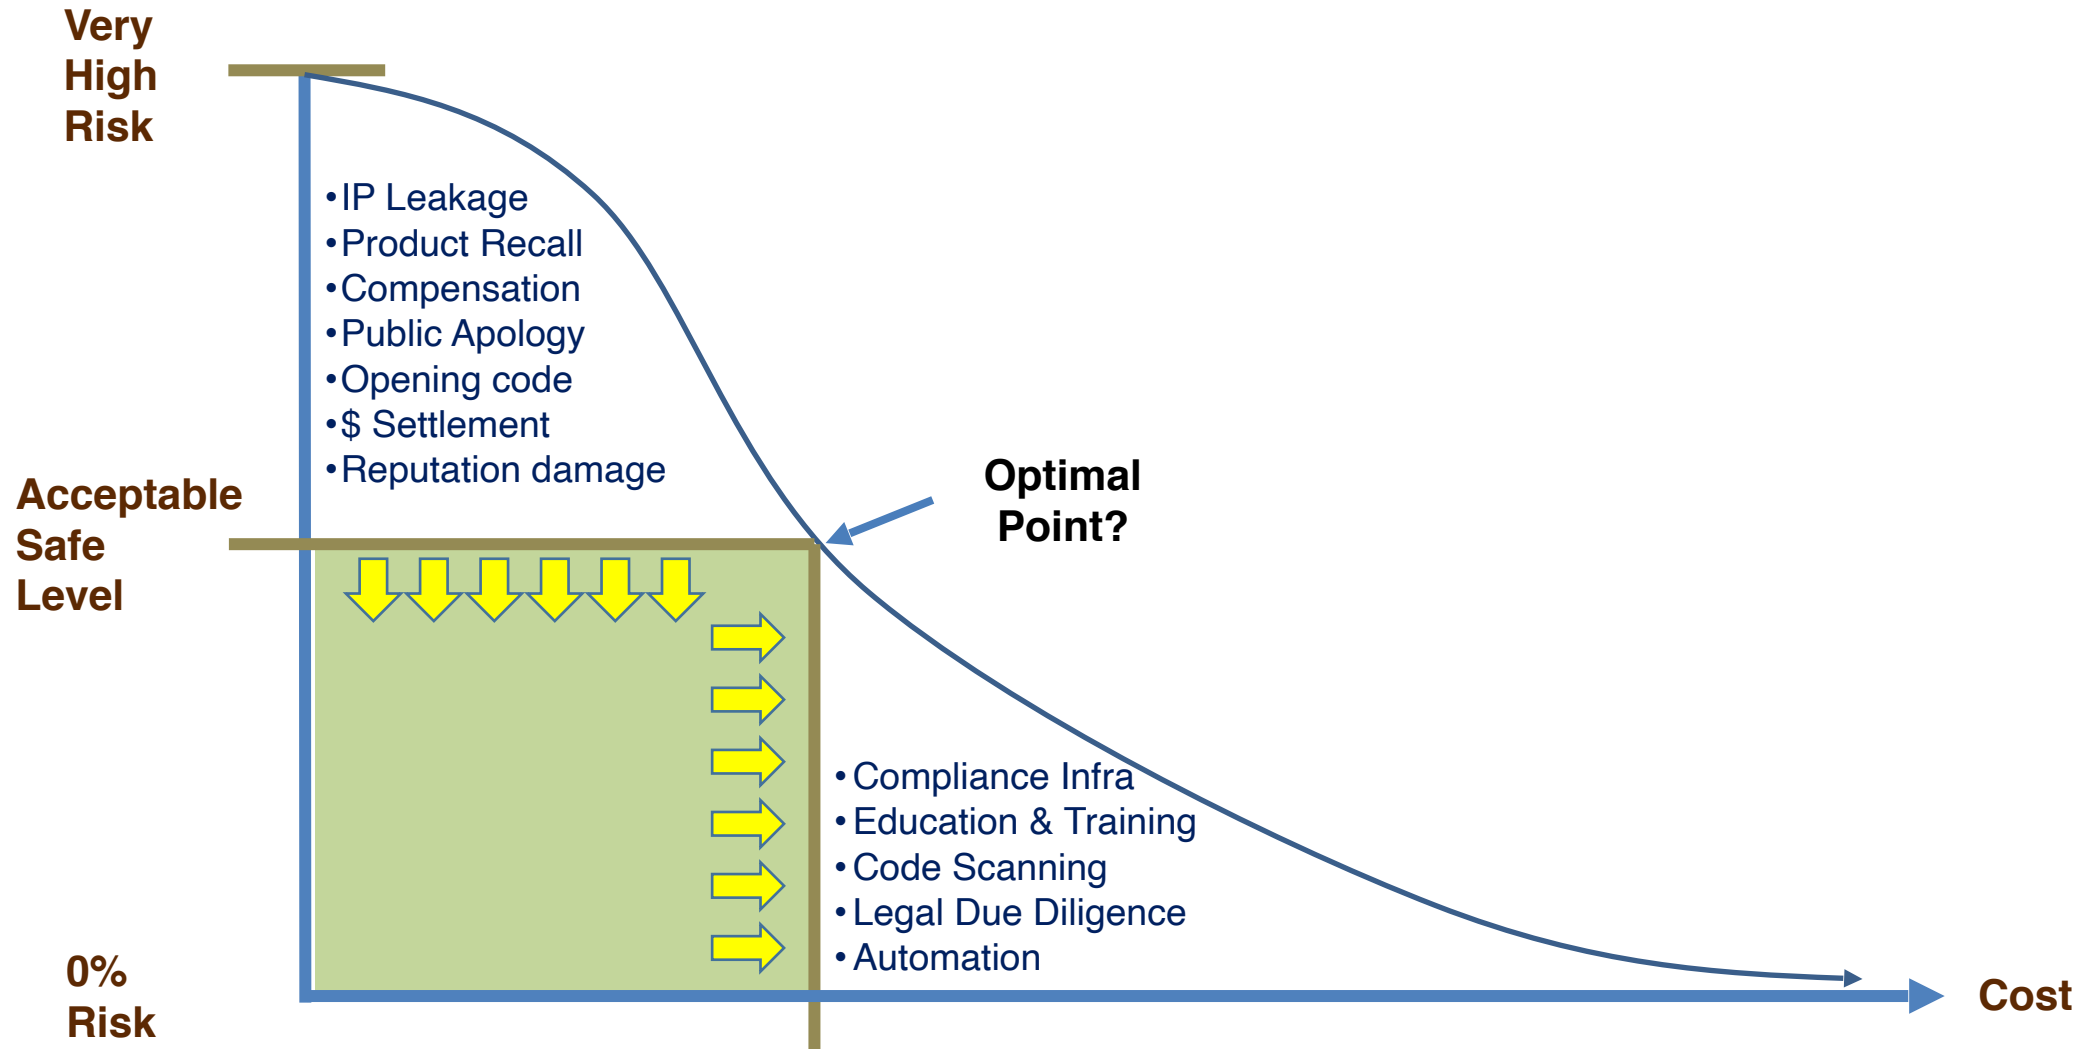 Very
High
Risk
•IP Leakage
•Product Recall
•Compensation
•Public Apology
•Opening code
•$ Settlement
•Reputation damage
Acceptable
Safe
Level
Optimal
Point?
•Compliance Infra
•Education & Training
•Code Scanning
•Legal Due Diligence
•Automation
0%
Risk
Cost